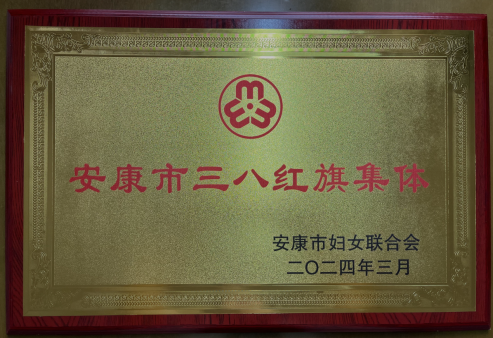 安康市三八红旗集体
安康市妇女联合会
二〇二四年三月